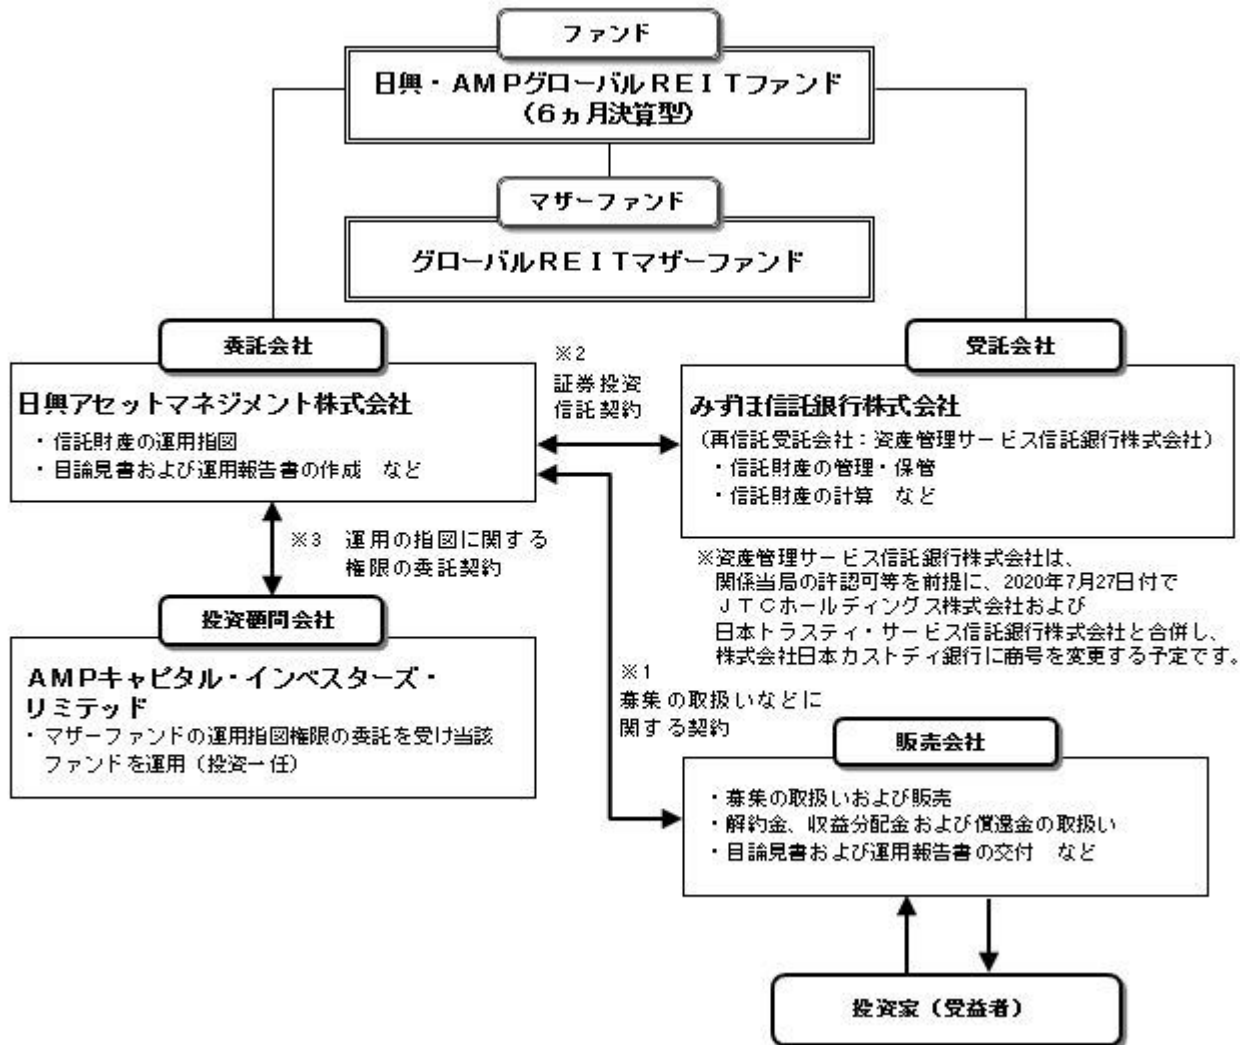 ファンド
日興・AMPグローバルREITファンド
(6ヵ月決算型)
マザーファンド
グローバルREITマザーファンド
委託会社
日興アセットマネジメント株式会社
・信託財産の運用指図
・目論見書および運用報告書の作成　など
※2
証券投資
信託契約
受託会社
みずほ信託銀行株式会社
(再信託受託会社:資産管理サービス信託銀行株式会社)
・信託財産の管理・保管
・信託財産の計算　など
※資産管理サービス信託銀行株式会社は、
関係当局の許認可等を前提に、2020年7月27日付で
JTCホールディングス株式会社および
日本トラスティ・サービス信託銀行株式会社と合併し、
株式会社日本カストディ銀行に商号を変更する予定です。
※3　運用の指図に関する
権限の委託契約
投資顧問会社
AMPキャピタル・インベスターズ・
リミテッド
・マザーファンドの運用指図権限の委託を受け当該
ファンドを運用(投資一任)
※1
募集の取扱いなどに
関する契約
販売会社
・募集の取扱いおよび販売
・解約金、収益分配金および償還金の取扱い
・目論見書および運用報告書の交付　など
投資家(受益者)